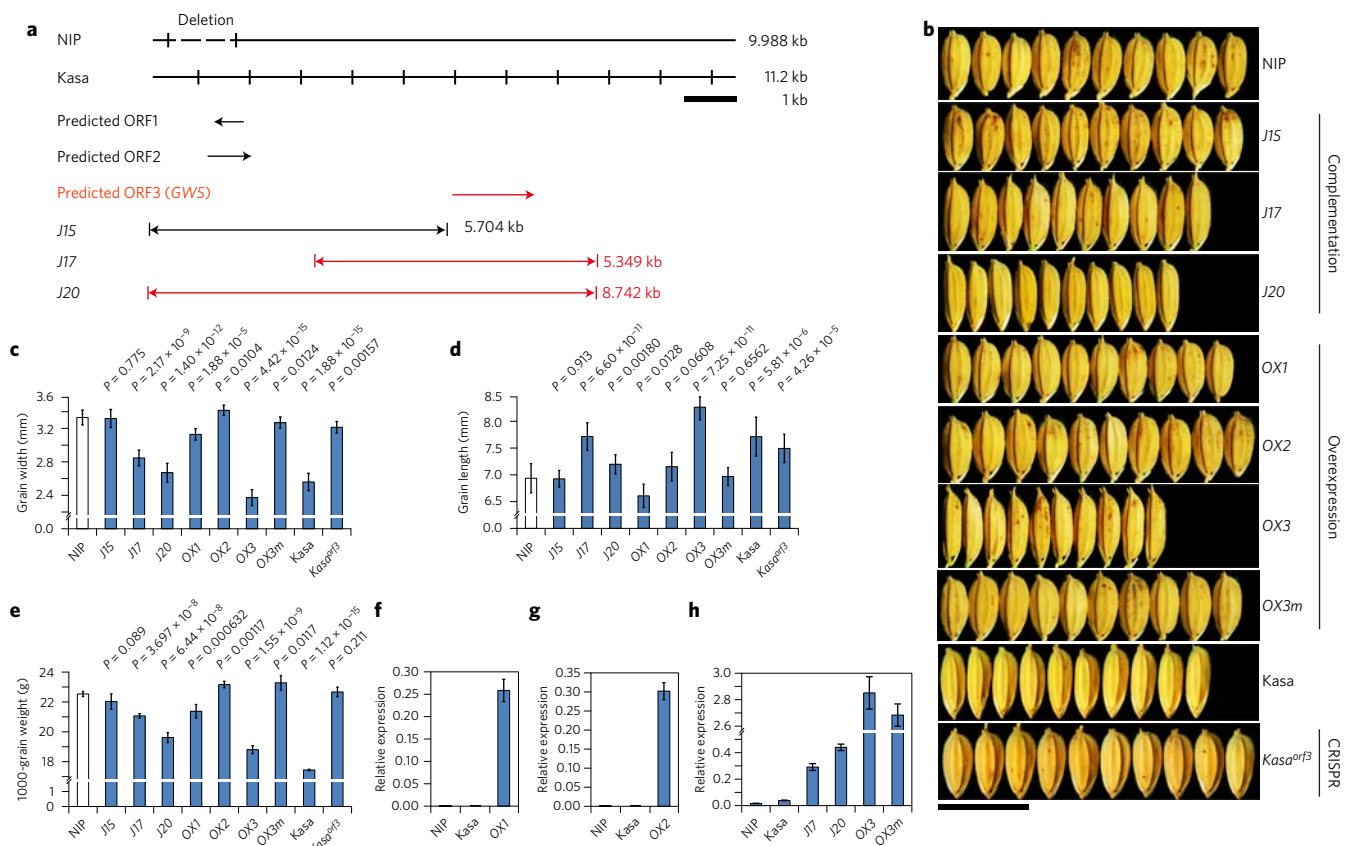 a
Deletion
NIP
9.988 kb
Kasa
11.2 kb
1 kb
Predicted ORF1
Predicted ORF2
Predicted ORF3 (GW5)
J15
5.704 kb
J17
5.349 kb
J20
8.742 kb
b
NIP
J15
J17
J20
OX1
OX2
OX3
OX3m
Kasa
Kasa^orf3
Complementation
Overexpression
CRISPR
c
P = 0.775
P = 2.17 × 10⁻⁹
P = 1.40 × 10⁻¹²
P = 1.88 × 10⁻⁵
P = 0.0104
P = 4.42 × 10⁻¹⁵
P = 0.0124
P = 1.88 × 10⁻¹⁵
P = 0.00157
Grain width (mm)
3.6
3.2
2.8
2.4
0.0
NIP
J15
J17
J20
OX1
OX2
OX3
OX3m
Kasa
Kasa^orf3
d
P = 0.913
P = 6.60 × 10⁻¹¹
P = 0.00180
P = 0.0128
P = 0.0608
P = 7.25 × 10⁻¹¹
P = 0.6562
P = 5.81 × 10⁻⁶
P = 4.26 × 10⁻⁵
Grain length (mm)
8.5
8.0
7.5
7.0
6.5
0.0
NIP
J15
J17
J20
OX1
OX2
OX3
OX3m
Kasa
Kasa^orf3
e
P = 0.089
P = 3.697 × 10⁻⁸
P = 6.44 × 10⁻⁸
P = 0.000632
P = 0.00117
P = 1.55 × 10⁻⁹
P = 0.0117
P = 1.12 × 10⁻¹⁵
P = 0.211
1000-grain weight (g)
24
22
20
18
1
0
NIP
J15
J17
J20
OX1
OX2
OX3
OX3m
Kasa
Kasa^orf3
f
Relative expression
0.30
0.25
0.20
0.15
0.10
0.05
0.00
NIP
Kasa
OX1
g
Relative expression
0.35
0.30
0.25
0.20
0.15
0.10
0.05
0.00
NIP
Kasa
OX2
h
Relative expression
3.0
2.8
2.6
0.4
0.2
0.0
NIP
Kasa
J17
J20
OX3
OX3m